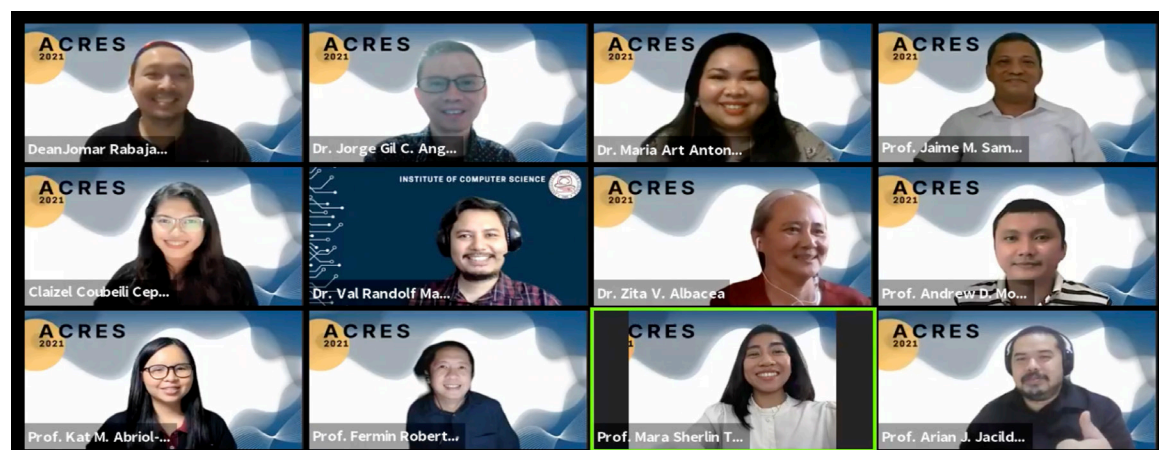 ACRES
2021
DeanJomar Rabaja...
ACRES
2021
Dr. Jorge Gil C. Ang...
ACRES
2021
Dr. Maria Art Anton...
ACRES
2021
Prof. Jaime M. Sam...
ACRES
2021
Claizel Coubeili Cep...
INSTITUTE OF COMPUTER SCIENCE
Dr. Val Randolf Ma...
ACRES
2021
Dr. Zita V. Albacea
ACRES
2021
Prof. Andrew D. Mo...
ACRES
2021
Prof. Kat M. Abriol-...
ACRES
2021
Prof. Fermin Robert...
CRES
1
Prof. Mara Sherlin T...
ACRES
2021
Prof. Arian J. Jacild...